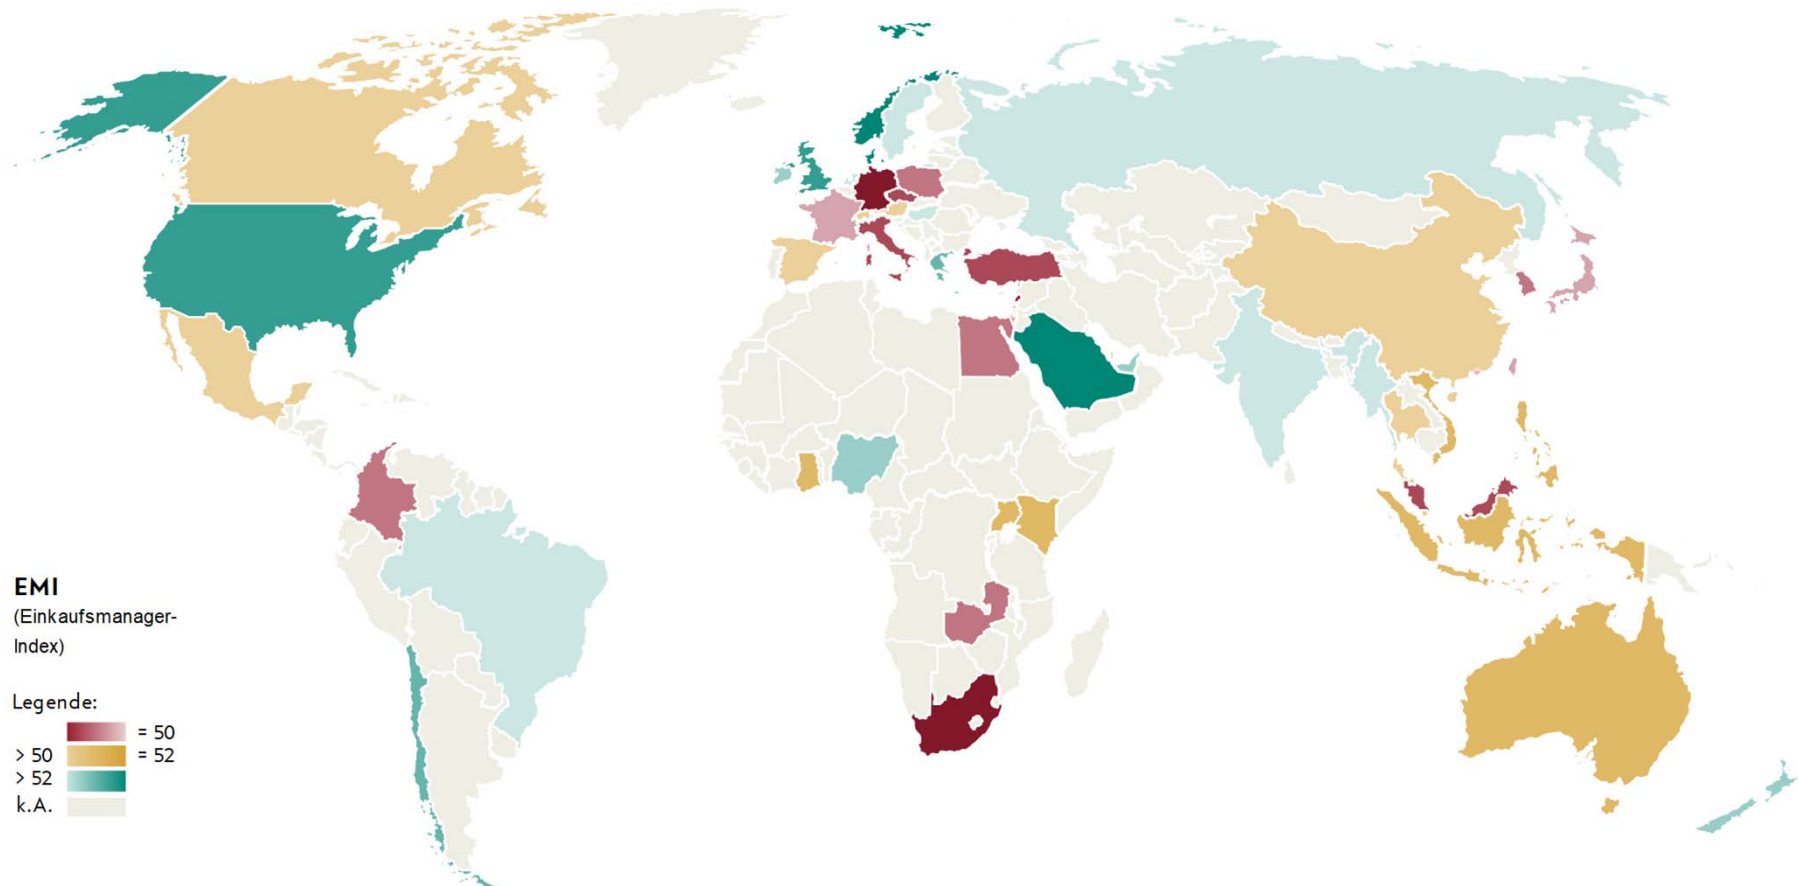 EMI
(Einkaufsmanager-
Index)
Legende:
= 50
> 50 = 52
> 52
k.A.